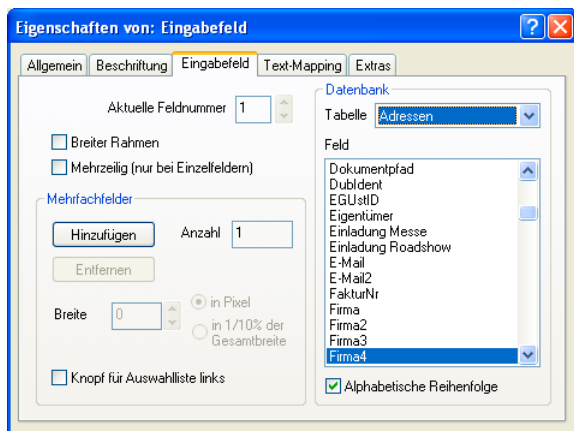 Eigenschaften von: Eingabefeld
Allgemein
Beschriftung
Eingabefeld
Text-Mapping
Extras
Aktuelle Feldnummer 1
Breiter Rahmen
Mehrzeilig (nur bei Einzelfeldern)
Mehrfachfelder
Hinzufügen
Anzahl 1
Entfernen
Breite 0
in Pixel
in 1/10% der
Gesamtbreite
Knopf für Auswahlliste links
Datenbank
Tabelle Adressen
Feld
Dokumentpfad
DubIdent
EGUstID
Eigentümer
Einladung Messe
Einladung Roadshow
E-Mail
E-Mail2
FakturNr
Firma
Firma2
Firma3
Firma4
Alphabetische Reihenfolge